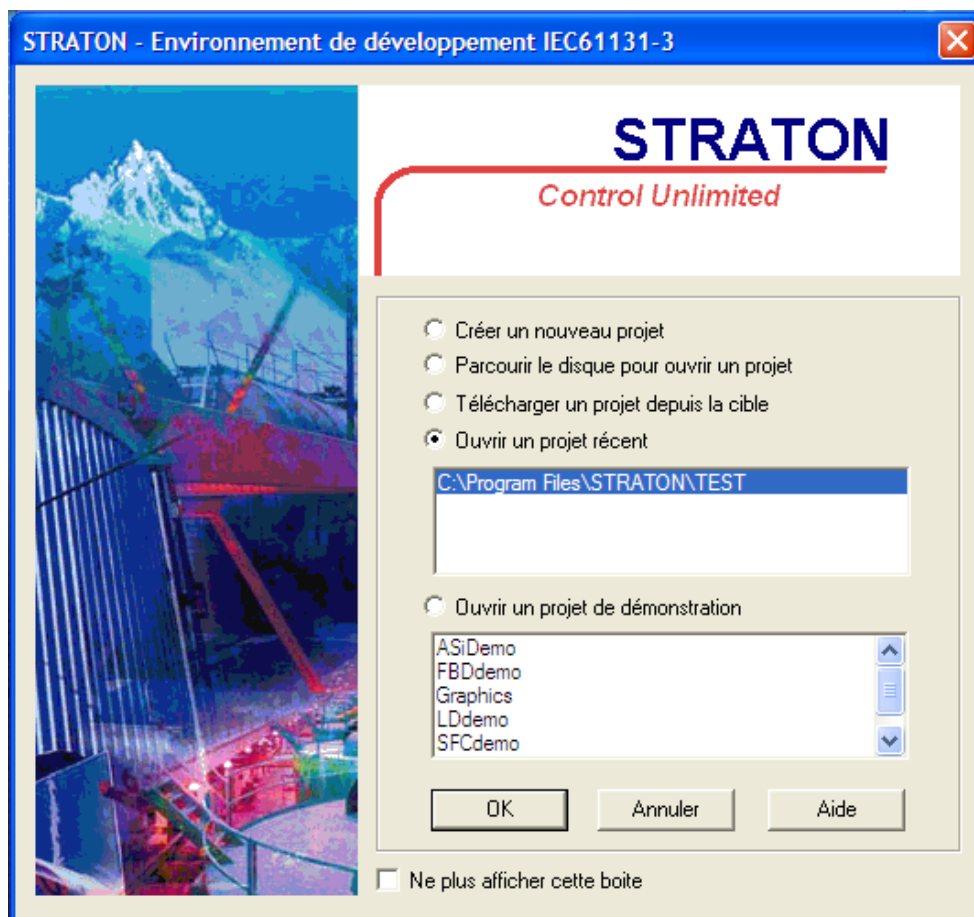 STRATON - Environnement de développement IEC61131-3
STRATON
Control Unlimited
Créer un nouveau projet
Parcourir le disque pour ouvrir un projet
Télécharger un projet depuis la cible
Ouvrir un projet récent
C:\Program Files\STRATON\TEST
Ouvrir un projet de démonstration
ASiDemo
FBDdemo
Graphics
LDdemo
SFCdemo
OK Annuler Aide
Ne plus afficher cette boite